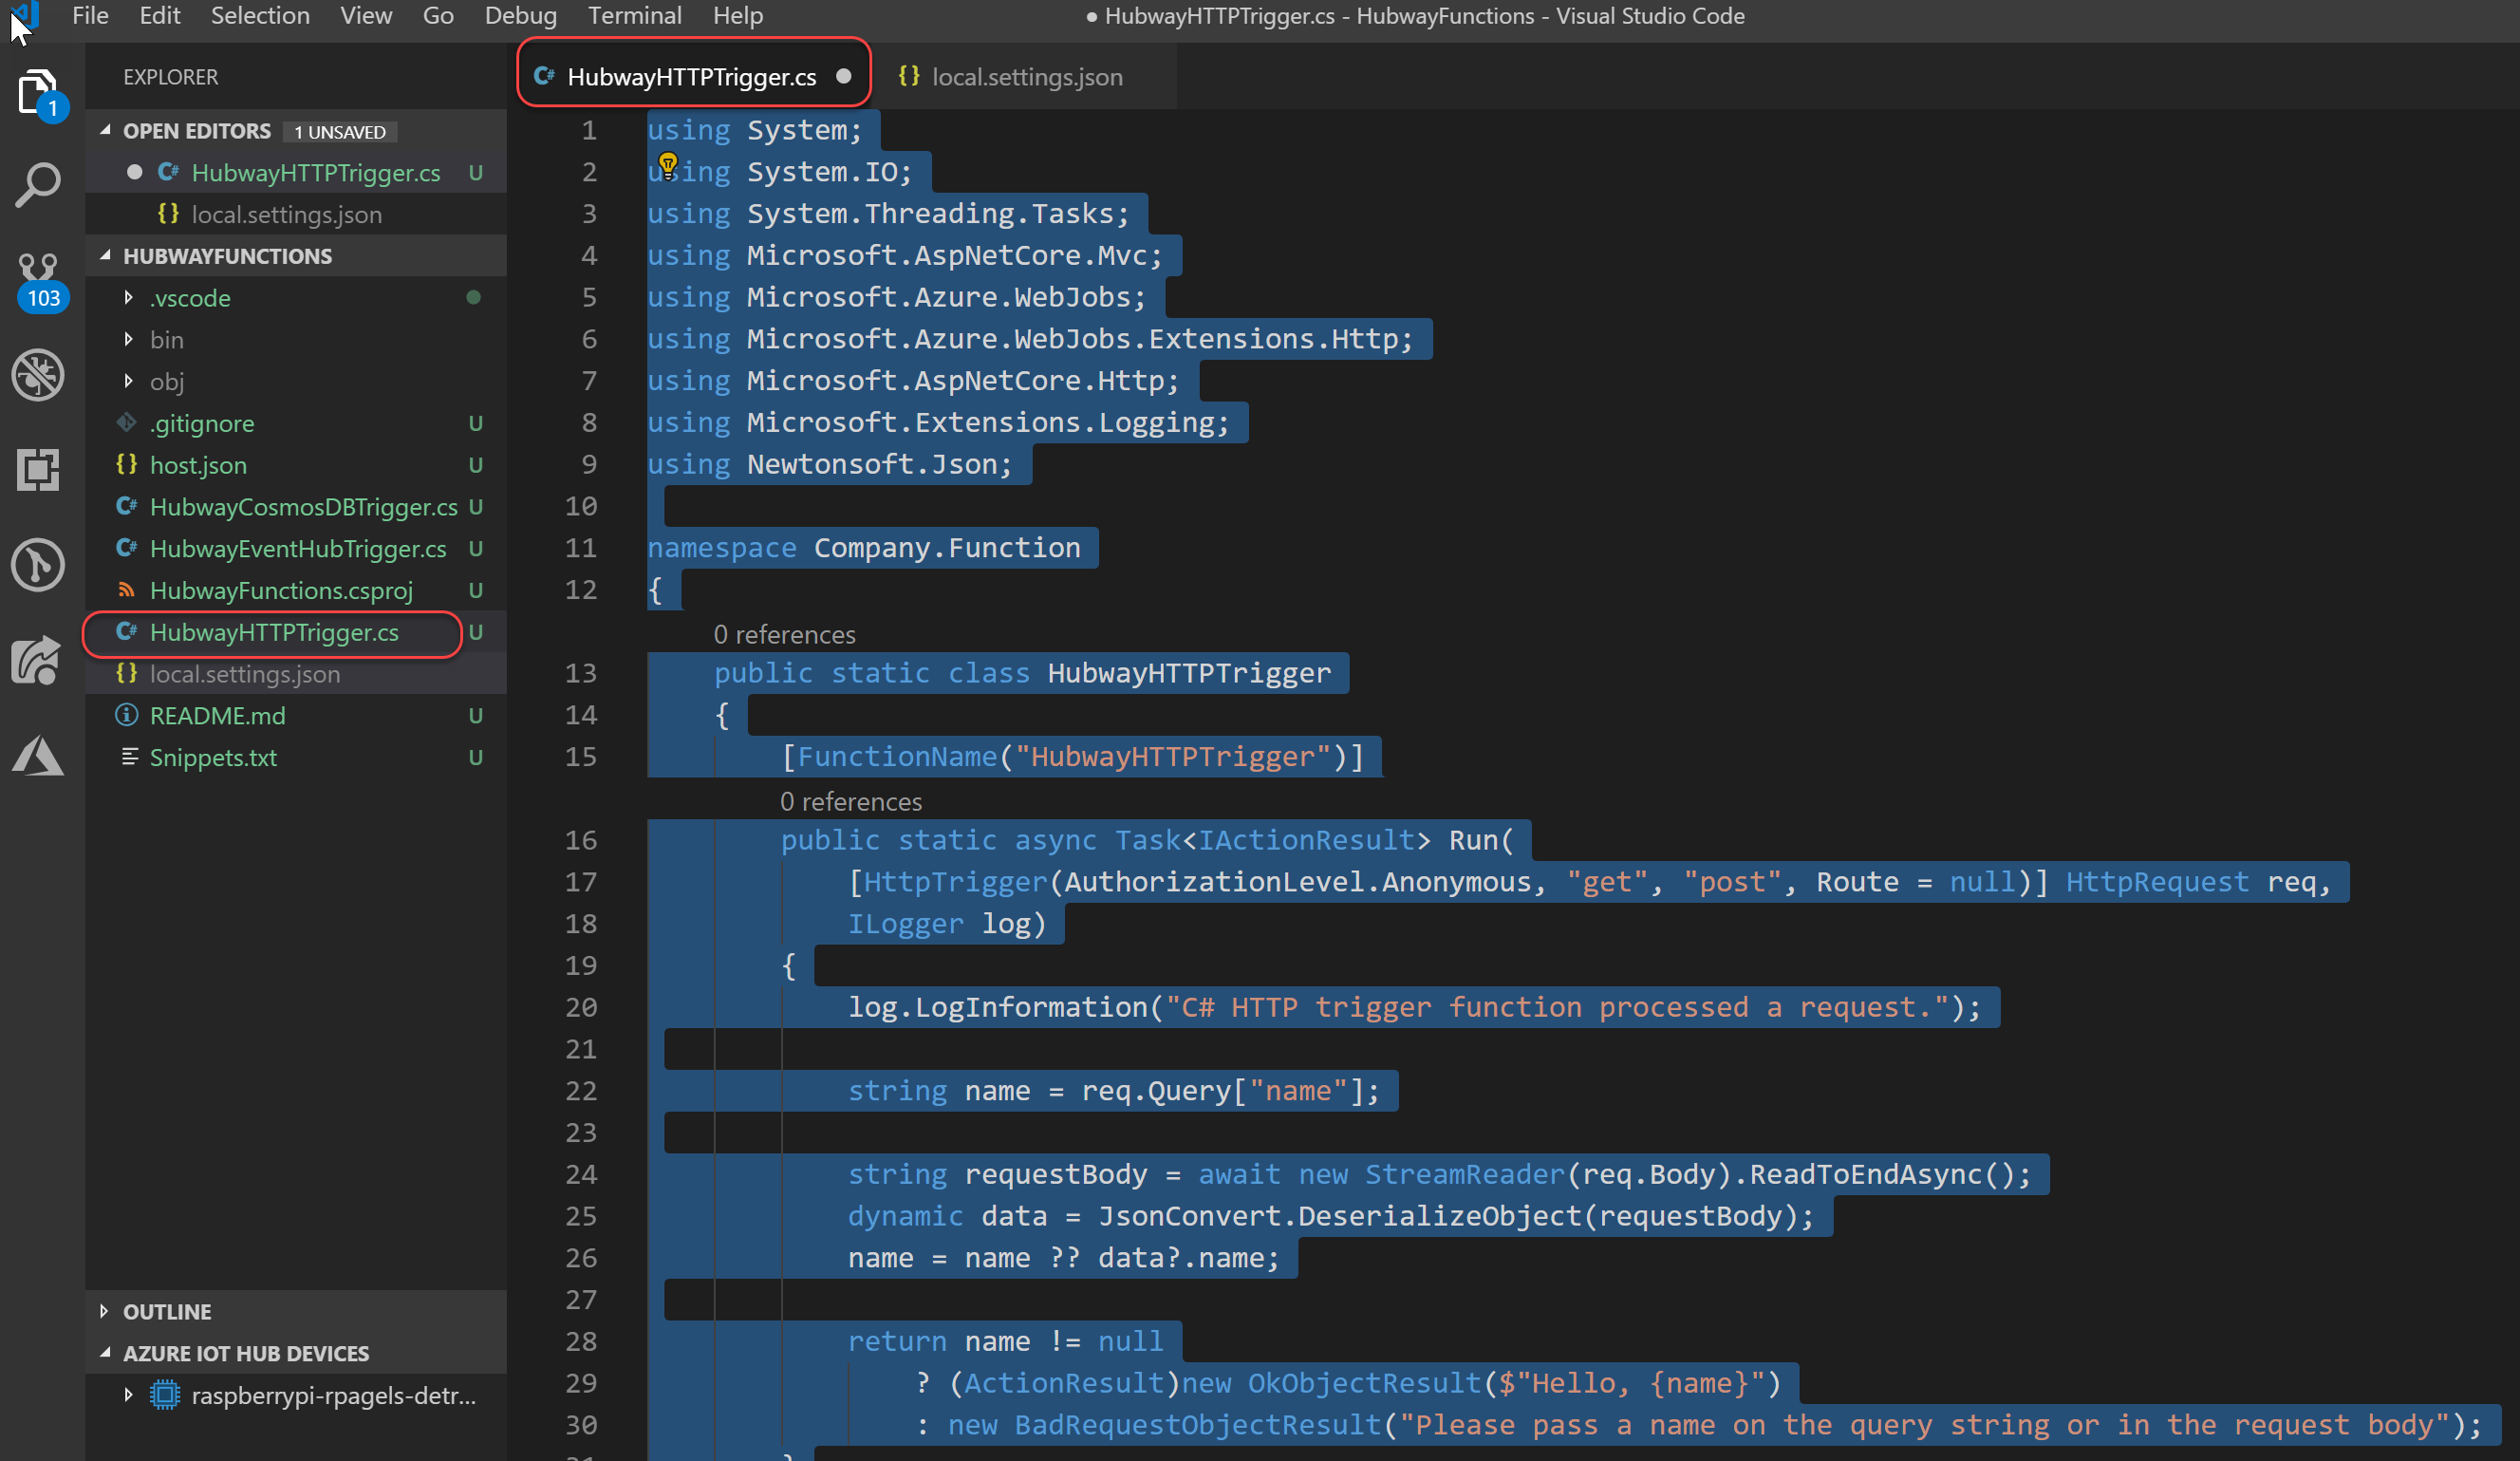 File Edit Selection View Go Debug Terminal Help
● HubwayHTTPTrigger.cs - HubwayFunctions - Visual Studio Code
1
103
EXPLORER
OPEN EDITORS 1 UNSAVED
HubwayHTTPTrigger.cs U
{} local.settings.json
HUBWAYFUNCTIONS
.vscode
bin
obj
.gitignore U
{} host.json U
C# HubwayCosmosDBTrigger.cs U
C# HubwayEventHubTrigger.cs U
HubwayFunctions.csproj U
C# HubwayHTTPTrigger.cs U
{} local.settings.json
README.md U
Snippets.txt U
OUTLINE
AZURE IOT HUB DEVICES
raspberrypi-rpagels-detr...
C# HubwayHTTPTrigger.cs ● {} local.settings.json
1 using System;
2 using System.IO;
3 using System.Threading.Tasks;
4 using Microsoft.AspNetCore.Mvc;
5 using Microsoft.Azure.WebJobs;
6 using Microsoft.Azure.WebJobs.Extensions.Http;
7 using Microsoft.AspNetCore.Http;
8 using Microsoft.Extensions.Logging;
9 using Newtonsoft.Json;
10
11 namespace Company.Function
12 {
0 references
13 public static class HubwayHTTPTrigger
14 {
15 [FunctionName("HubwayHTTPTrigger")]
0 references
16 public static async Task<IActionResult> Run(
17 [HttpTrigger(AuthorizationLevel.Anonymous, "get", "post", Route = null)] HttpRequest req,
18 ILogger log)
19 {
20 log.LogInformation("C# HTTP trigger function processed a request.");
21
22 string name = req.Query["name"];
23
24 string requestBody = await new StreamReader(req.Body).ReadToEndAsync();
25 dynamic data = JsonConvert.DeserializeObject(requestBody);
26 name = name ?? data?.name;
27
28 return name != null
29 ? (ActionResult)new OkObjectResult($"Hello, {name}")
30 : new BadRequestObjectResult("Please pass a name on the query string or in the request body");